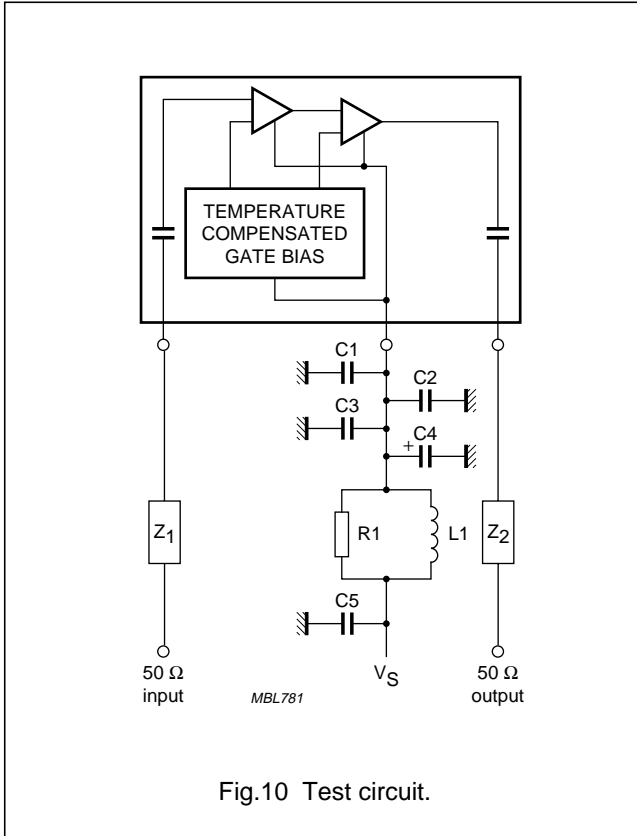 TEMPERATURE
COMPENSATED
GATE BIAS
C1
C2
C3
+
C4
Z1
R1
L1
Z2
C5
50 Ω
input
MBL781
VS
50 Ω
output
Fig.10 Test circuit.